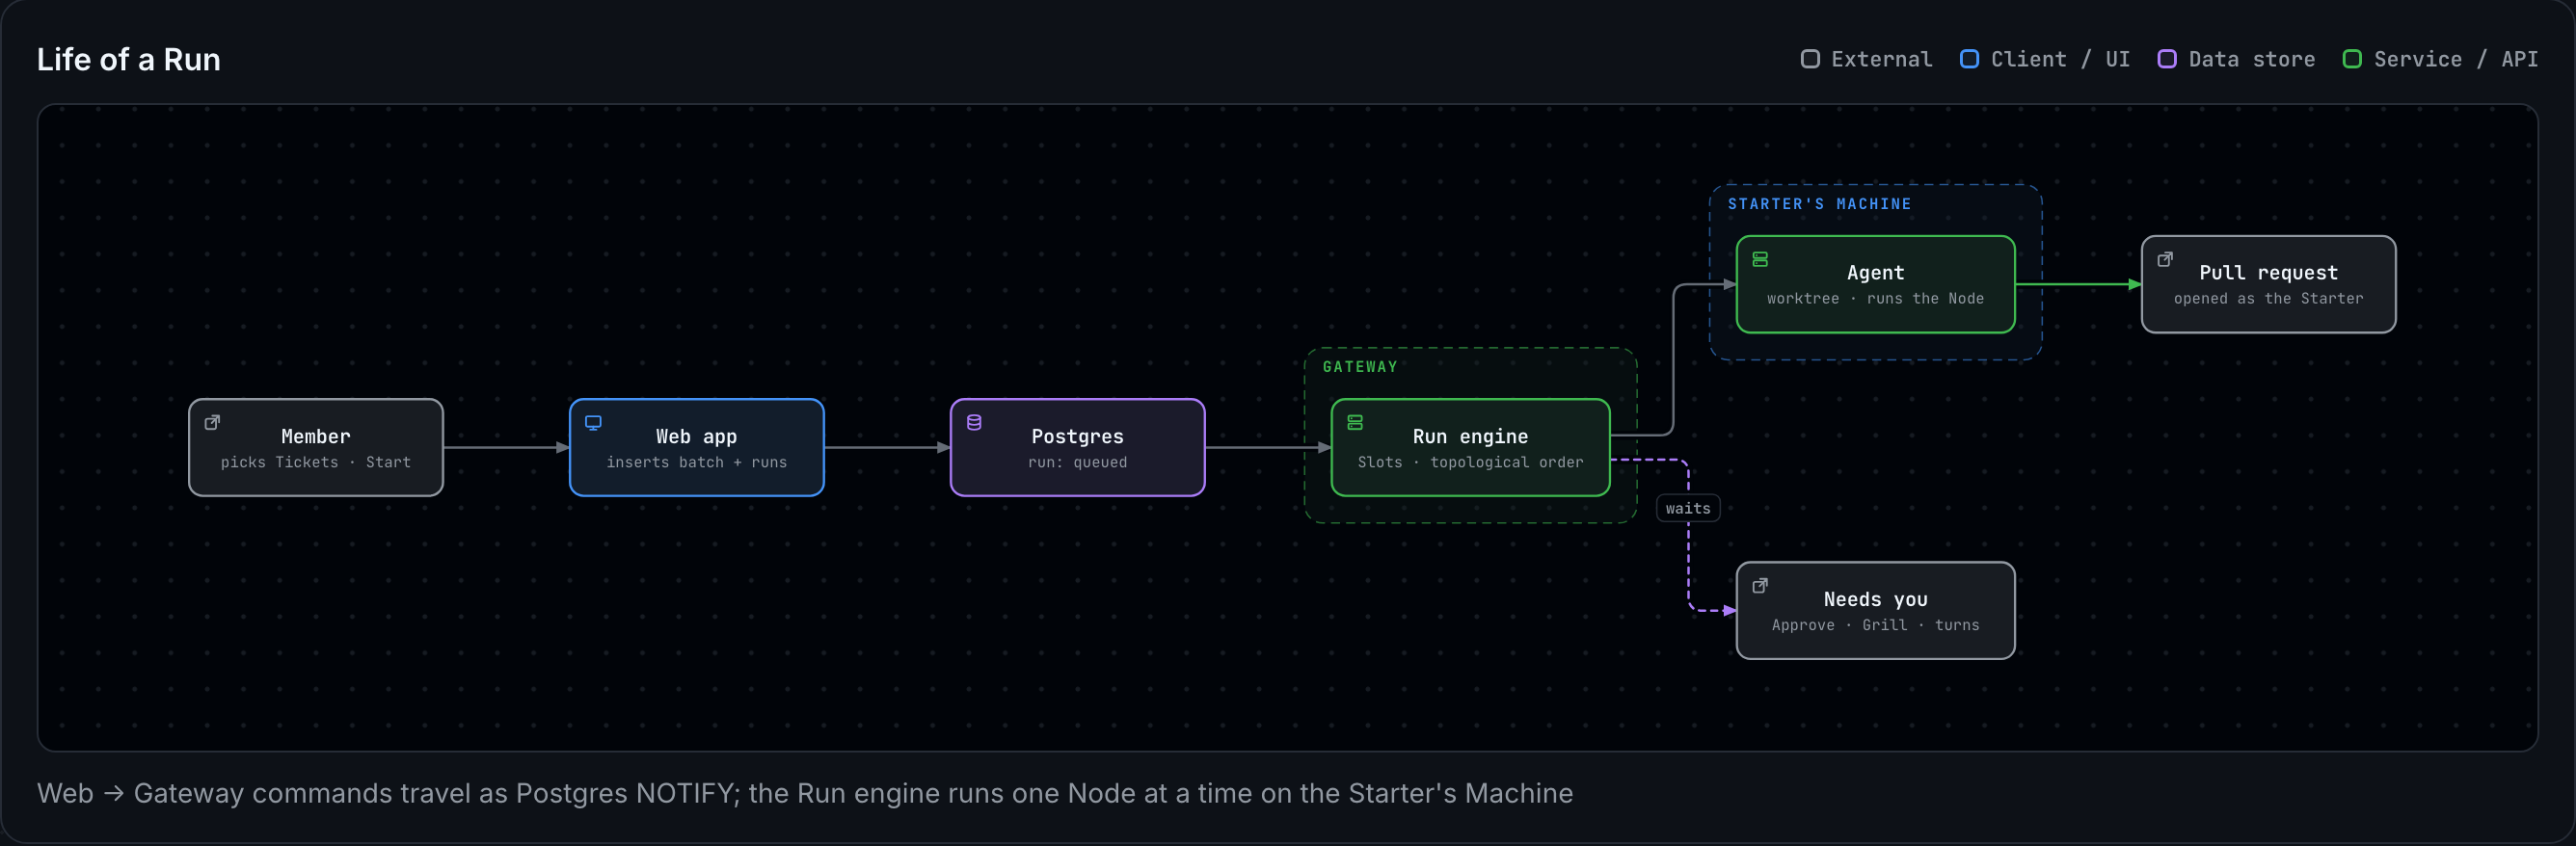 Life of a Run
External
Client / UI
Data store
Service / API
STARTER'S MACHINE
Agent
worktree · runs the Node
Pull request
opened as the Starter
GATEWAY
Member
picks Tickets · Start
Web app
inserts batch + runs
Postgres
run: queued
Run engine
Slots · topological order
waits
Needs you
Approve · Grill · turns
Web → Gateway commands travel as Postgres NOTIFY; the Run engine runs one Node at a time on the Starter's Machine